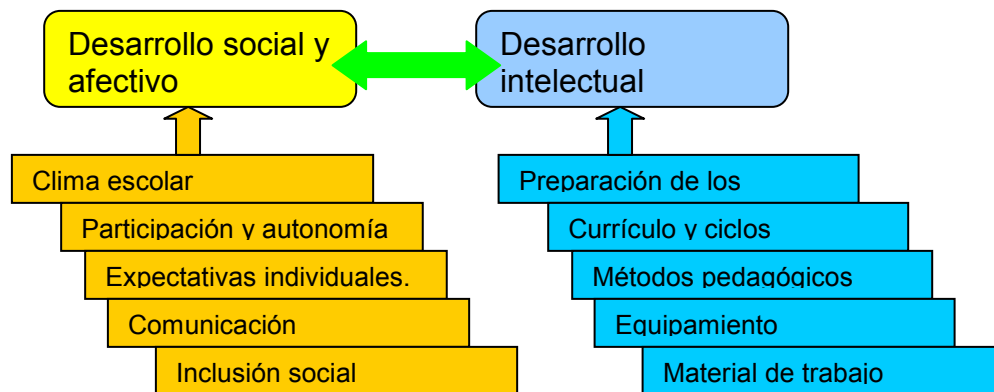 Desarrollo social y
afectivo
Desarrollo
intelectual
Clima escolar
Participación y autonomía
Expectativas individuales.
Comunicación
Inclusión social
Preparación de los
Currículo y ciclos
Métodos pedagógicos
Equipamiento
Material de trabajo